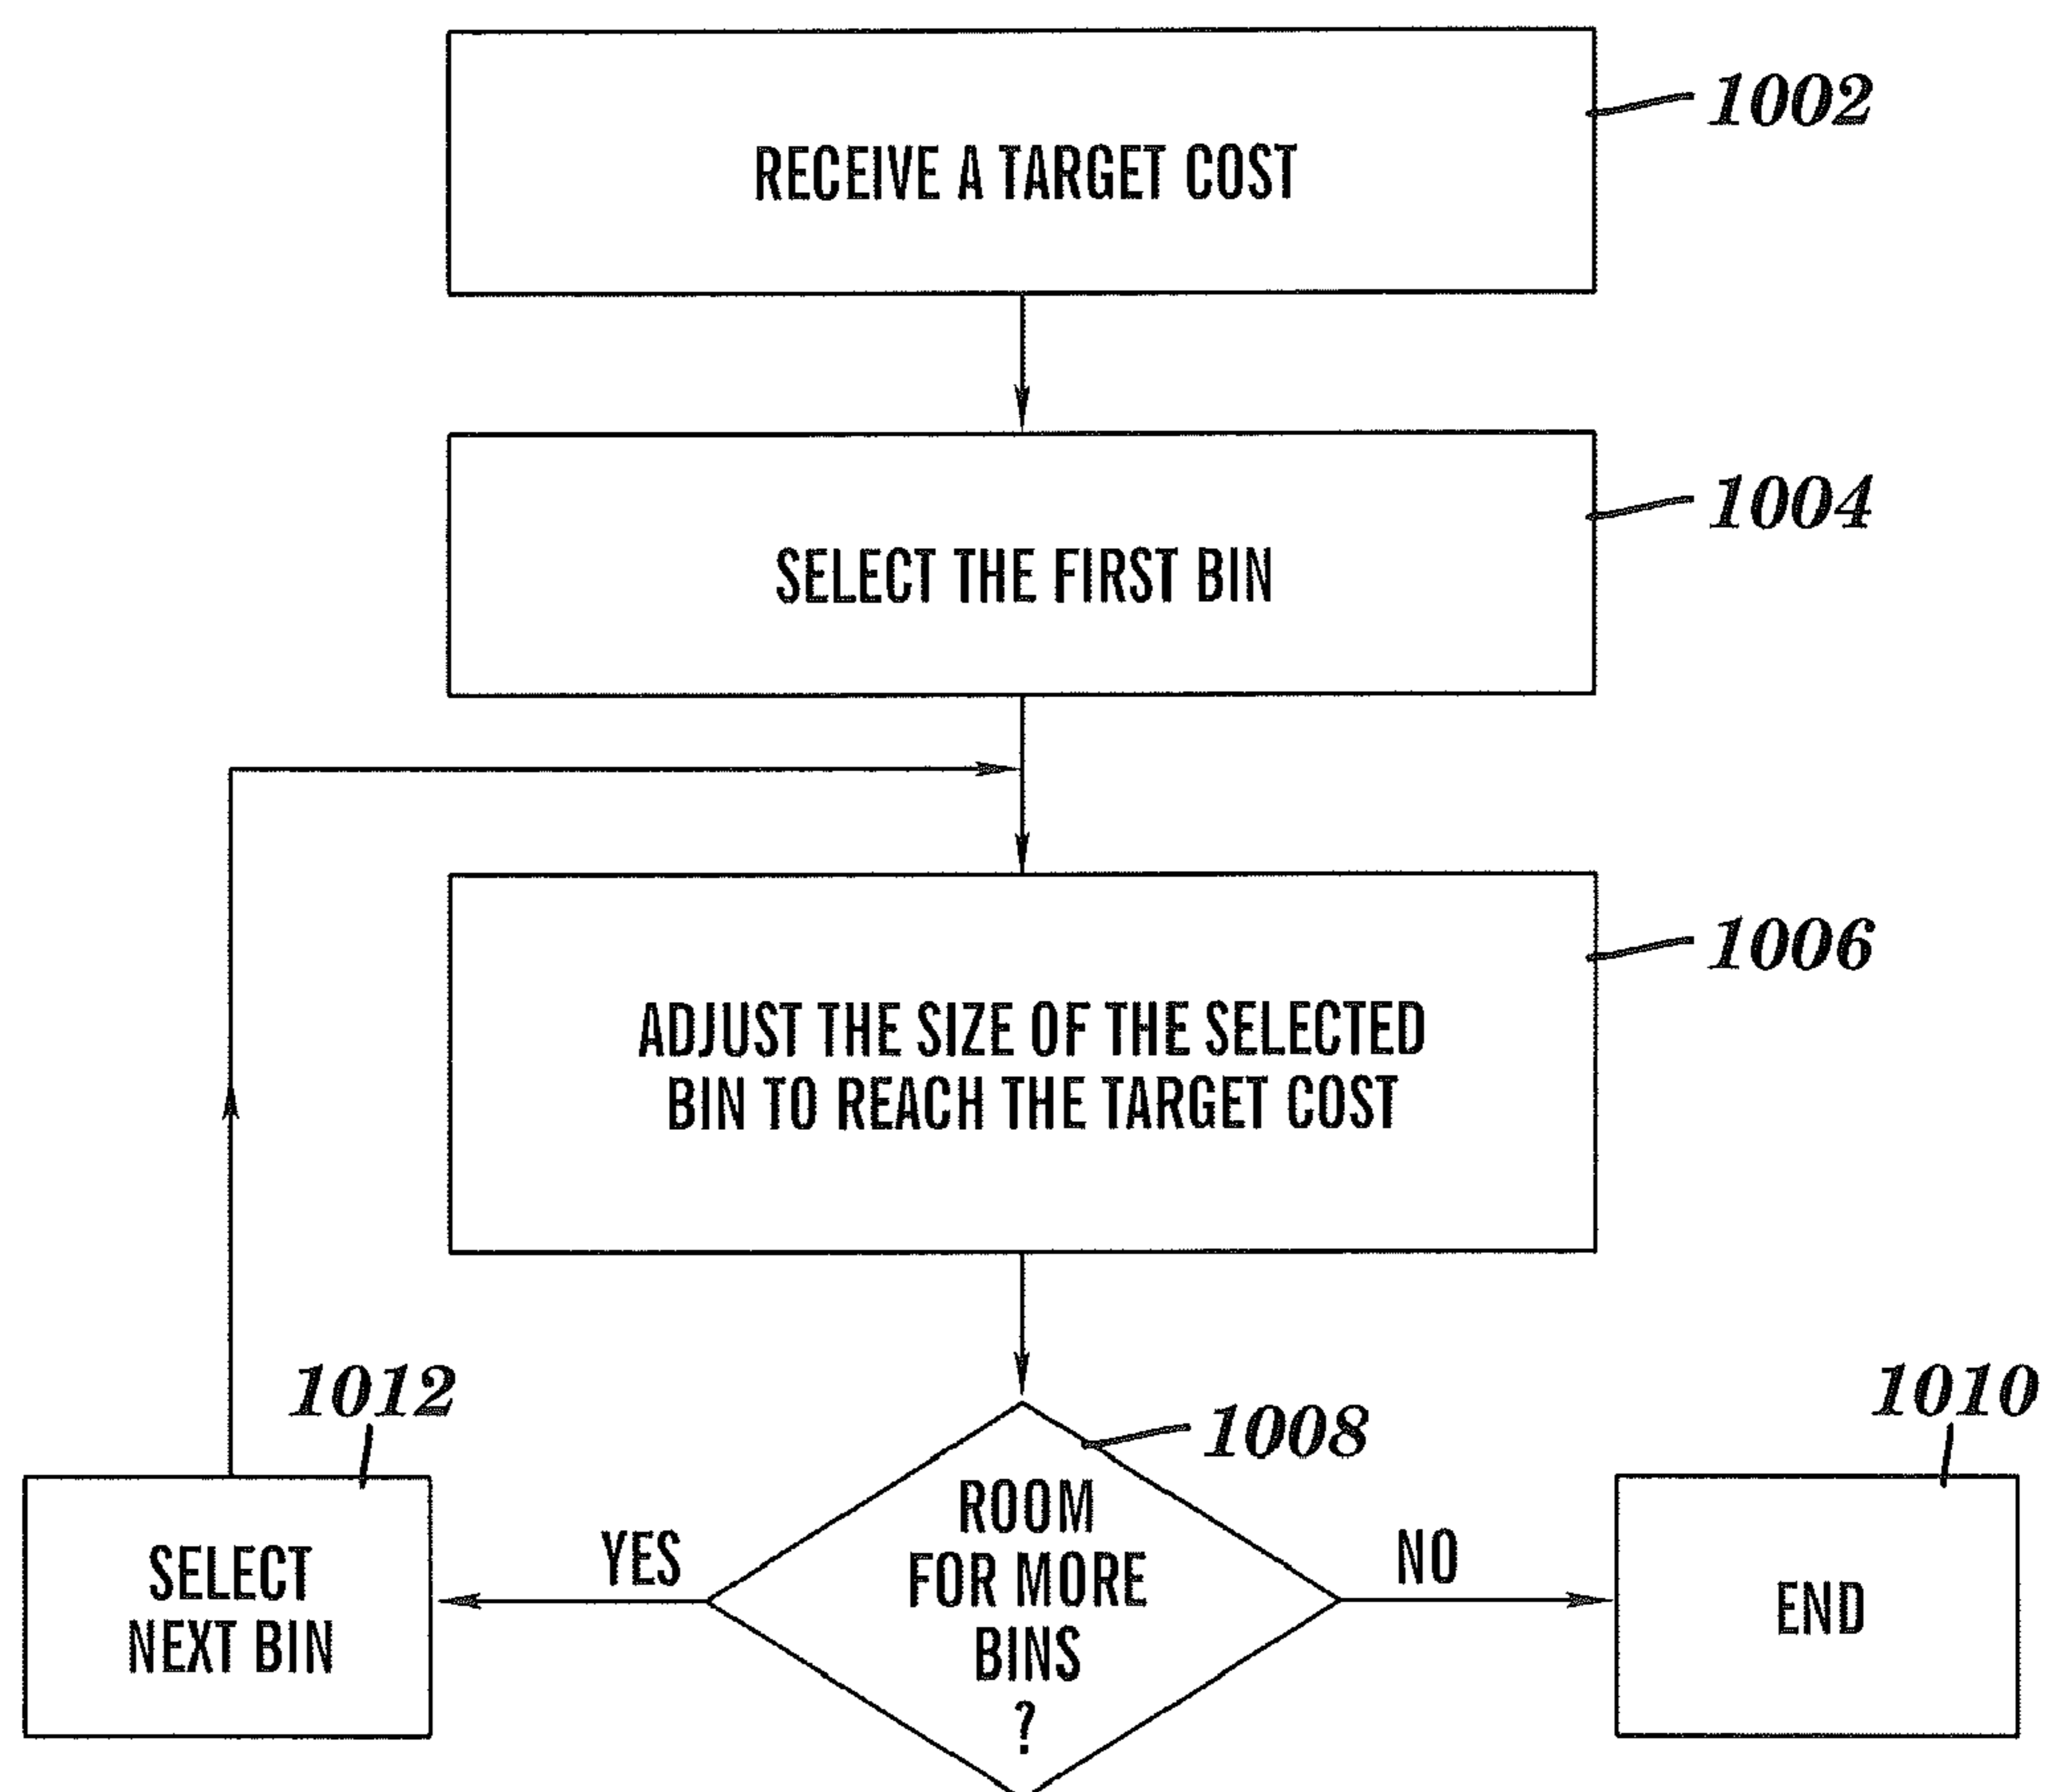 1002
RECEIVE A TARGET COST
1004
SELECT THE FIRST BIN
1006
ADJUST THE SIZE OF THE SELECTED
BIN TO REACH THE TARGET COST
1008
ROOM
FOR MORE
BINS
?
YES
NO
1012
SELECT
NEXT BIN
1010
END